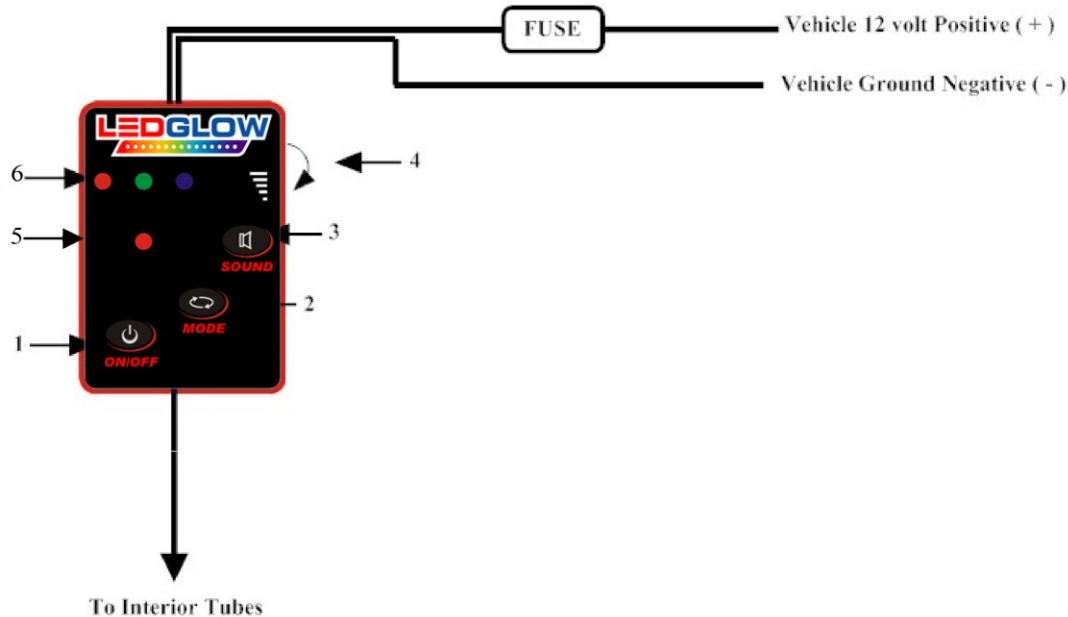 FUSE
Vehicle 12 volt Positive ( + )
Vehicle Ground Negative ( - )
LEDGLOW
4
6
5
3
SOUND
2
MODE
1
ON/OFF
To Interior Tubes